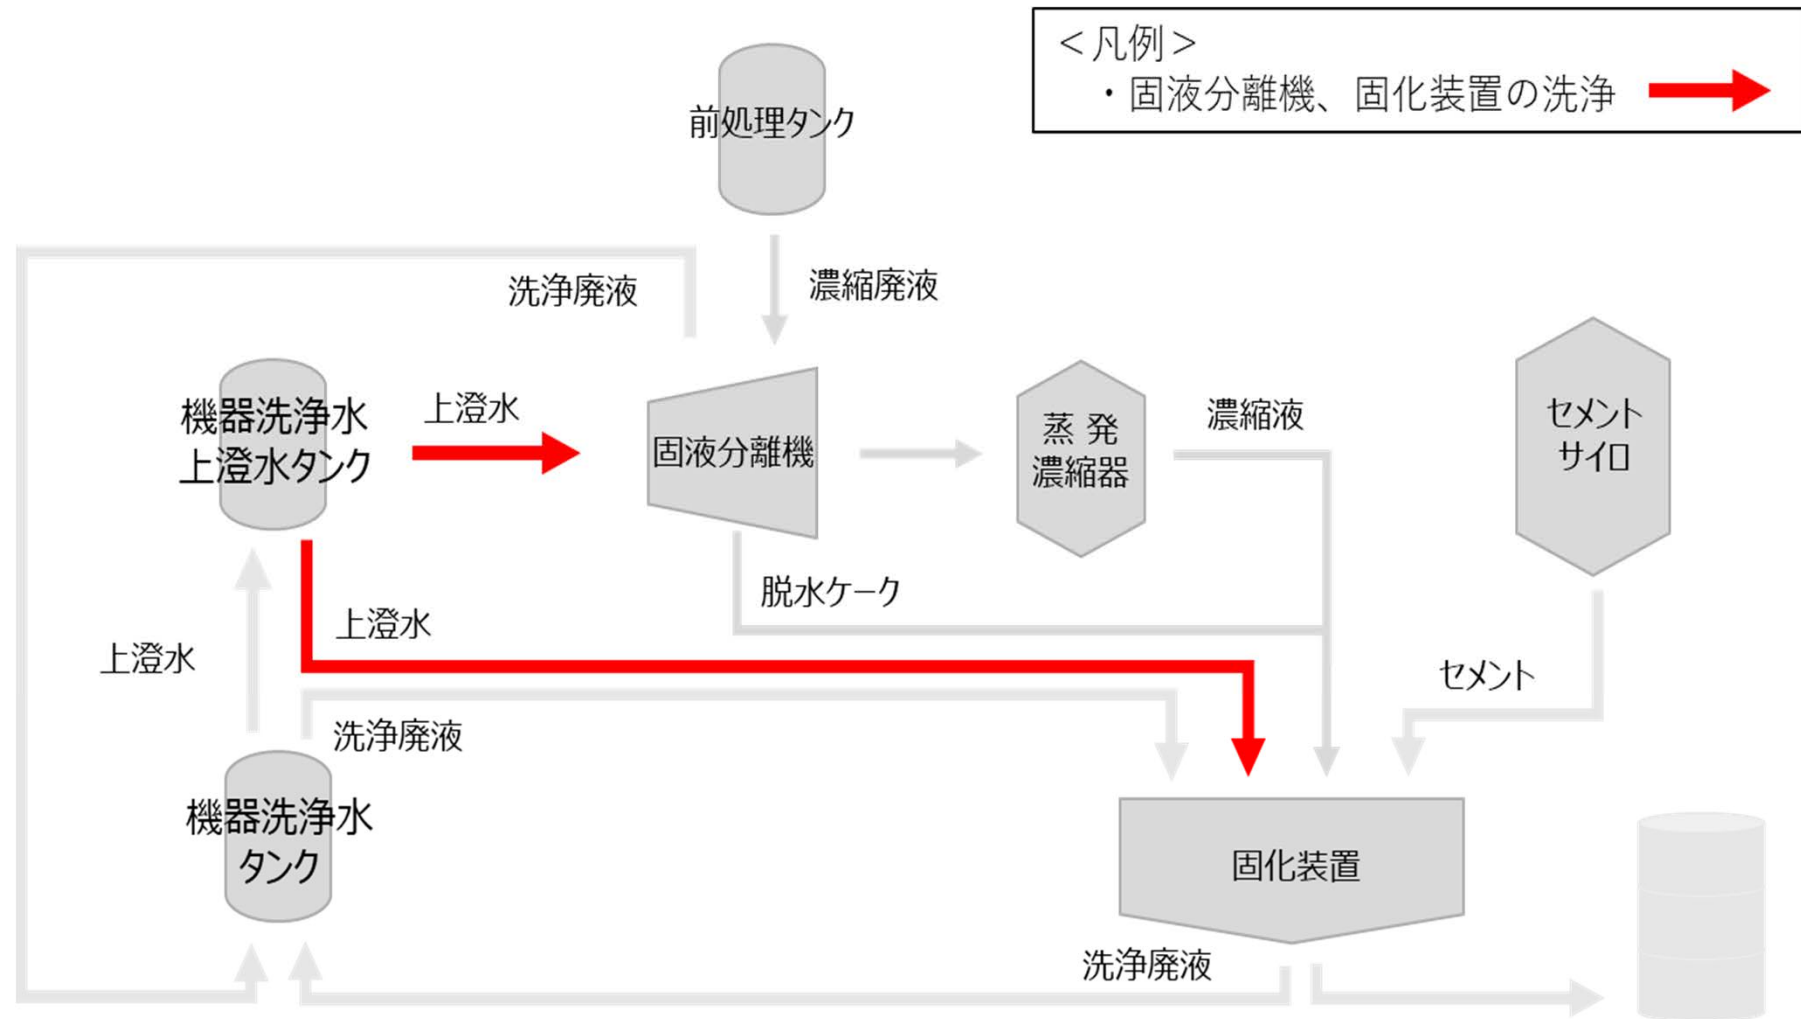 ＜凡例＞
・固液分離機、固化装置の洗浄
前処理タンク
洗浄廃液
濃縮廃液
機器洗浄水
上澄水タンク
上澄水
固液分離機
蒸 発
濃縮器
濃縮液
セメント
サイロ
脱水ケーク
上澄水
上澄水
セメント
洗浄廃液
機器洗浄水
タンク
固化装置
洗浄廃液